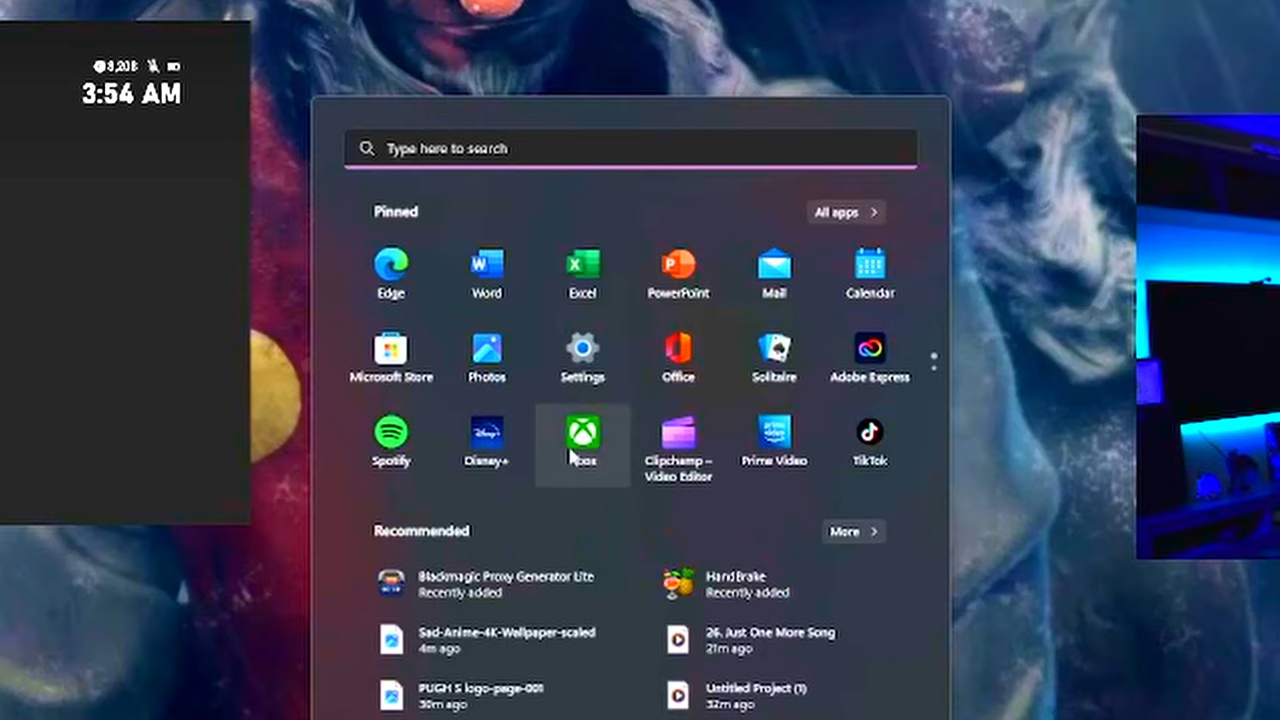 3:54 AM
Type here to search
Pinned
All apps
Edge
Word
Excel
PowerPoint
Mail
Calendar
Microsoft Store
Photos
Settings
Office
Solitaire
Adobe Express
Spotify
Disney+
Clipchamp –
Video Editor
Prime Video
TikTok
Recommended
More
Blackmagic Proxy Generator Lite
Recently added
HandBrake
Recently added
Sad-Anime-4K-Wallpaper-scaled
4m ago
26. Just One More Song
21m ago
PUGH S logo-page-001
30m ago
Untitled Project (1)
32m ago